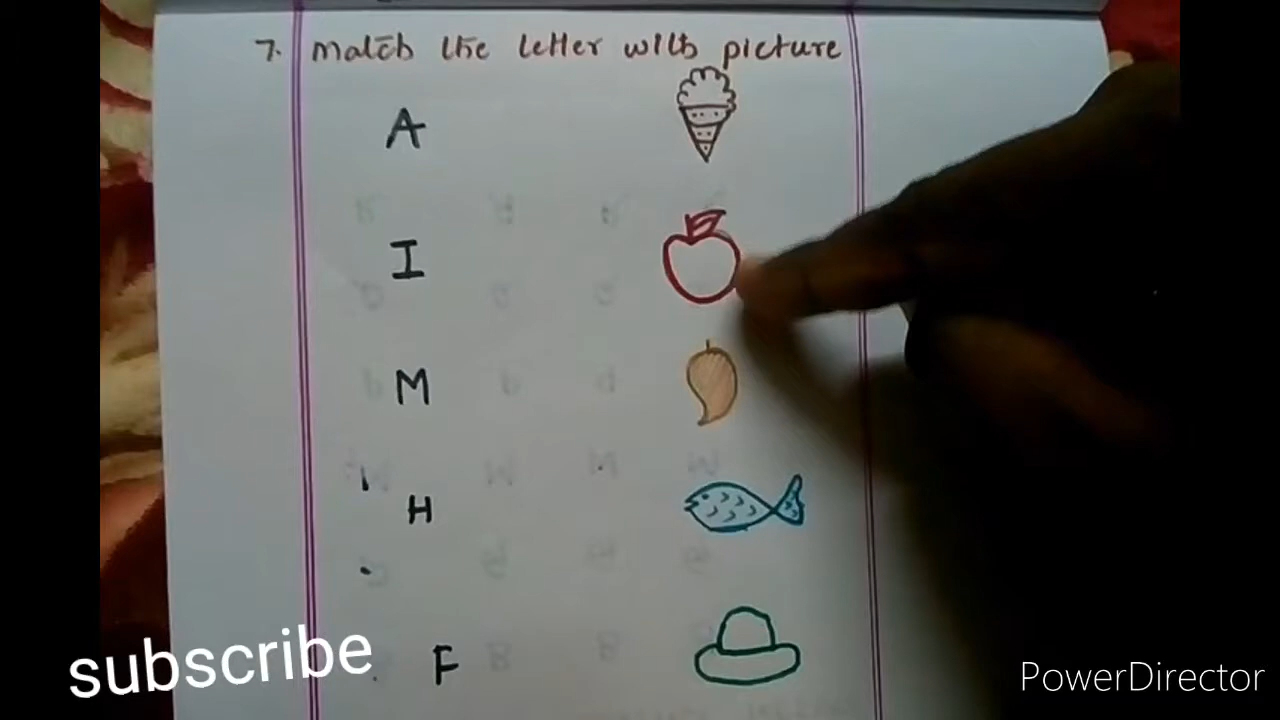 7. Match the letter with picture
A
I
M
H
F
subscribe
PowerDirector